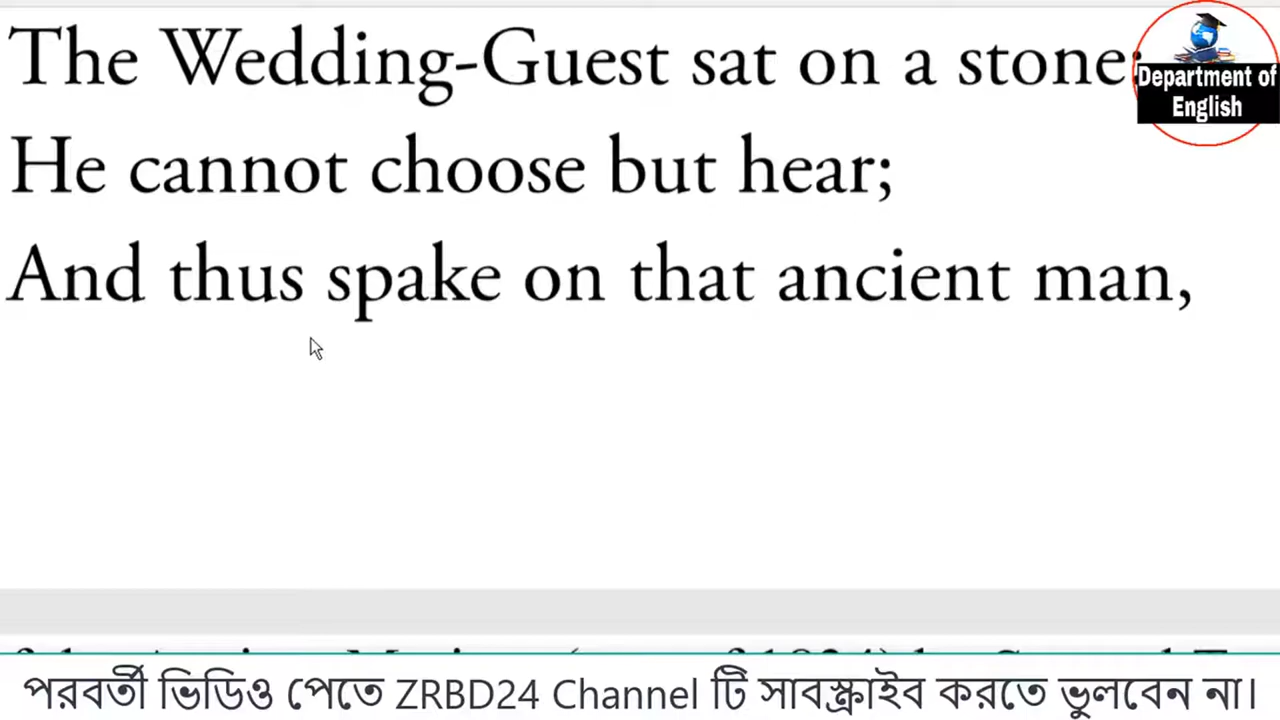 The Wedding-Guest sat on a stone:
He cannot choose but hear;
And thus spake on that ancient man,
Department of
English
পরবর্তী ভিডিও পেতে ZRBD24 Channel টি সাবস্ক্রাইব করতে ভুলবেন না।